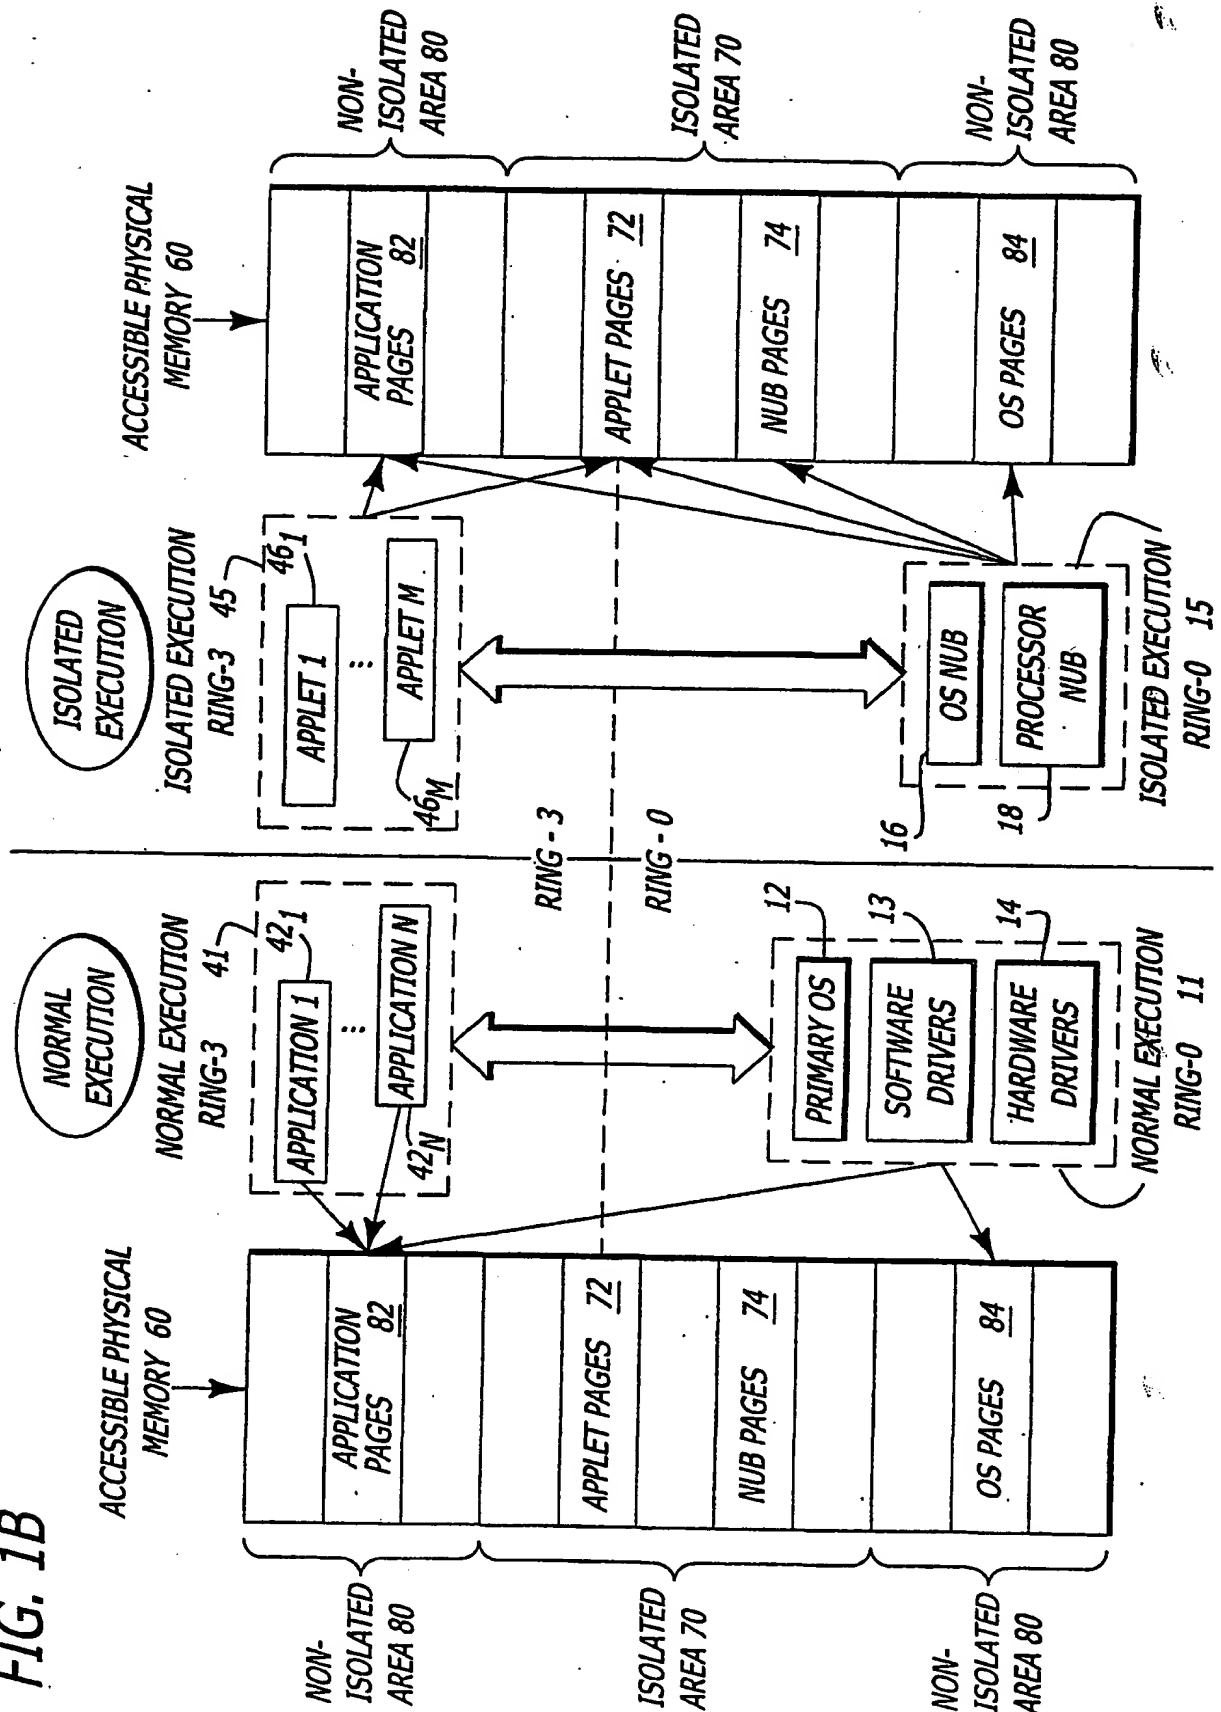 FIG. 1B
NORMAL
EXECUTION
ISOLATED
EXECUTION
ACCESSIBLE PHYSICAL
MEMORY 60
NORMAL EXECUTION
RING-3 41
ISOLATED EXECUTION
RING-3 45
ACCESSIBLE PHYSICAL
MEMORY 60
NON-
ISOLATED
AREA 80
APPLICATION
PAGES 82
APPLICATION 1
42₁
...
APPLICATION N
42N
APPLET 1
46₁
...
APPLET M
46M
APPLICATION
PAGES 82
NON-
ISOLATED
AREA 80
ISOLATED
AREA 70
APPLET PAGES 72
NUB PAGES 74
RING - 3
RING - 0
APPLET PAGES 72
NUB PAGES 74
ISOLATED
AREA 70
NON-
ISOLATED
AREA 80
OS PAGES 84
PRIMARY OS
12
SOFTWARE
DRIVERS
13
HARDWARE
DRIVERS
14
16
OS NUB
18
PROCESSOR
NUB
OS PAGES 84
NON-
ISOLATED
AREA 80
NORMAL EXECUTION
RING-0 11
ISOLATED EXECUTION
RING-0 15